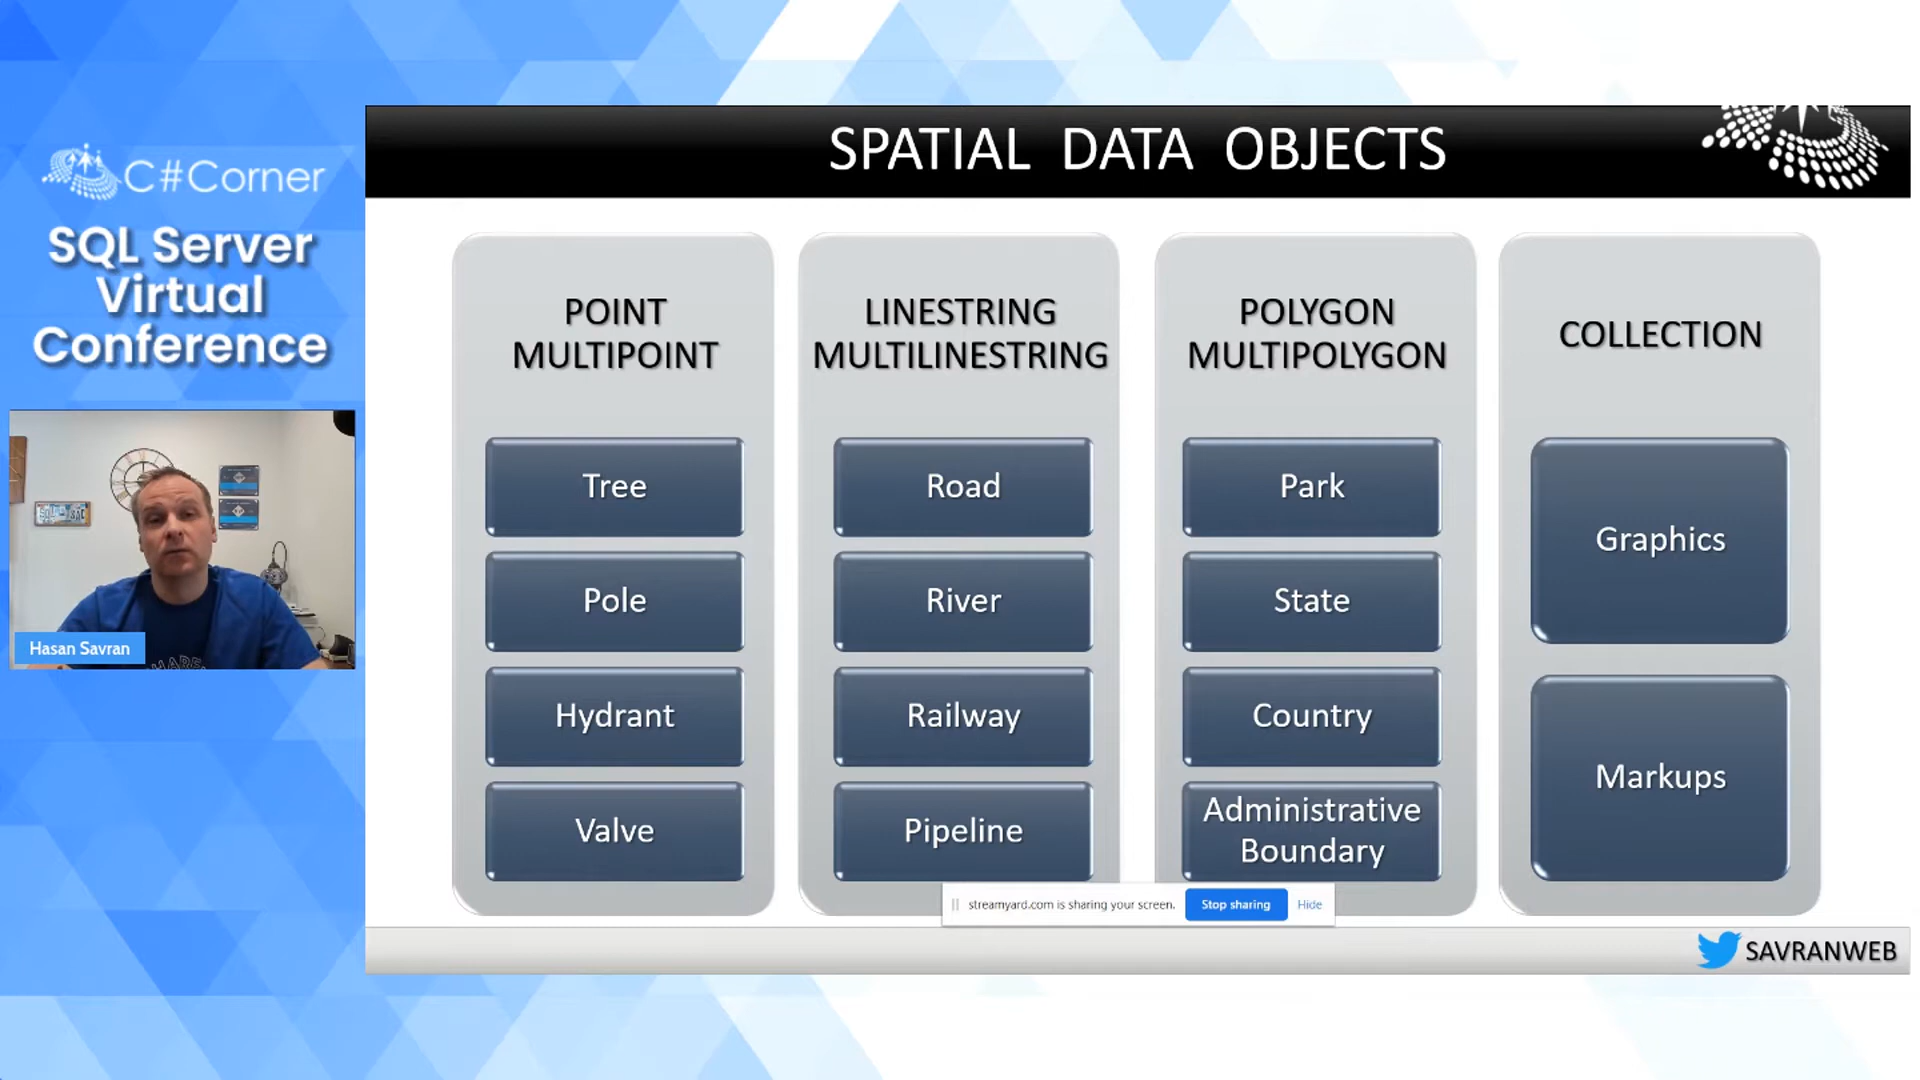 C#Corner
SQL Server
Virtual
Conference
Hasan Savran
SPATIAL DATA OBJECTS
POINT
MULTIPOINT
Tree
Pole
Hydrant
Valve
LINESTRING
MULTILINESTRING
Road
River
Railway
Pipeline
POLYGON
MULTIPOLYGON
Park
State
Country
Administrative
Boundary
COLLECTION
Graphics
Markups
streamyard.com is sharing your screen.
Stop sharing
Hide
SAVRANWEB